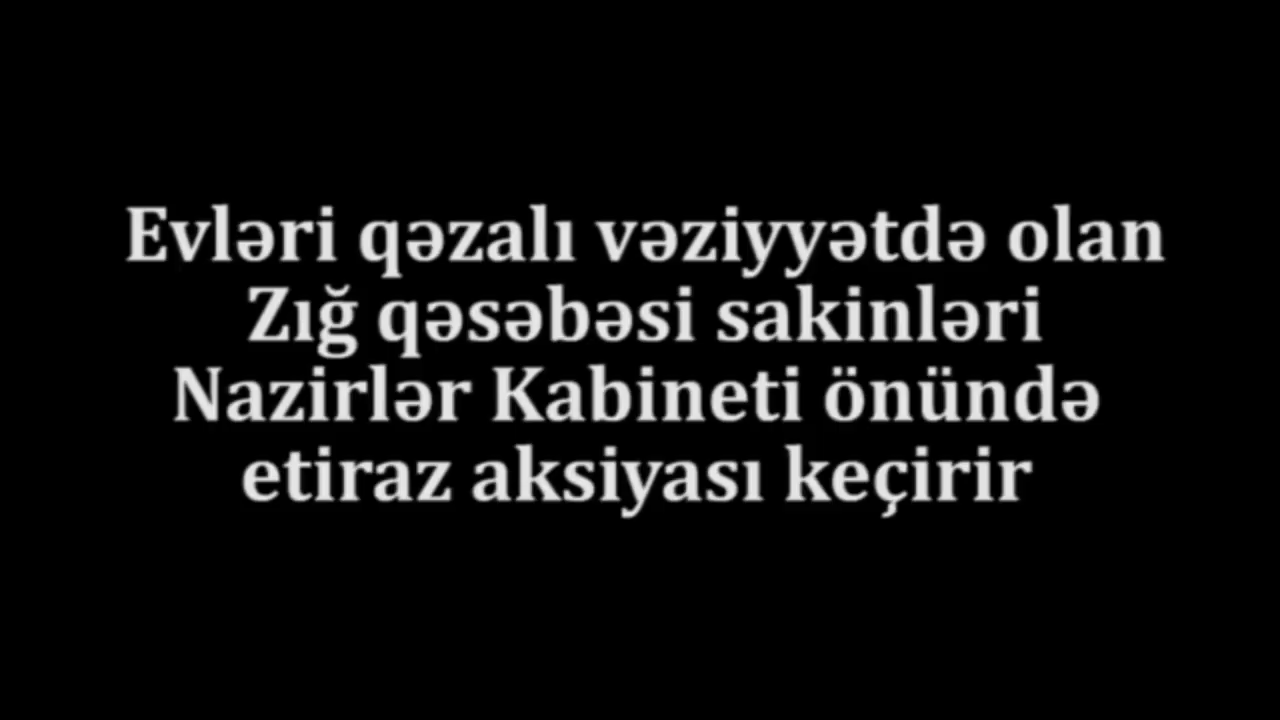 Evləri qəzalı vəziyyətdə olan
Zığ qəsəbəsi sakinləri
Nazirlər Kabineti önündə
etiraz aksiyası keçirir